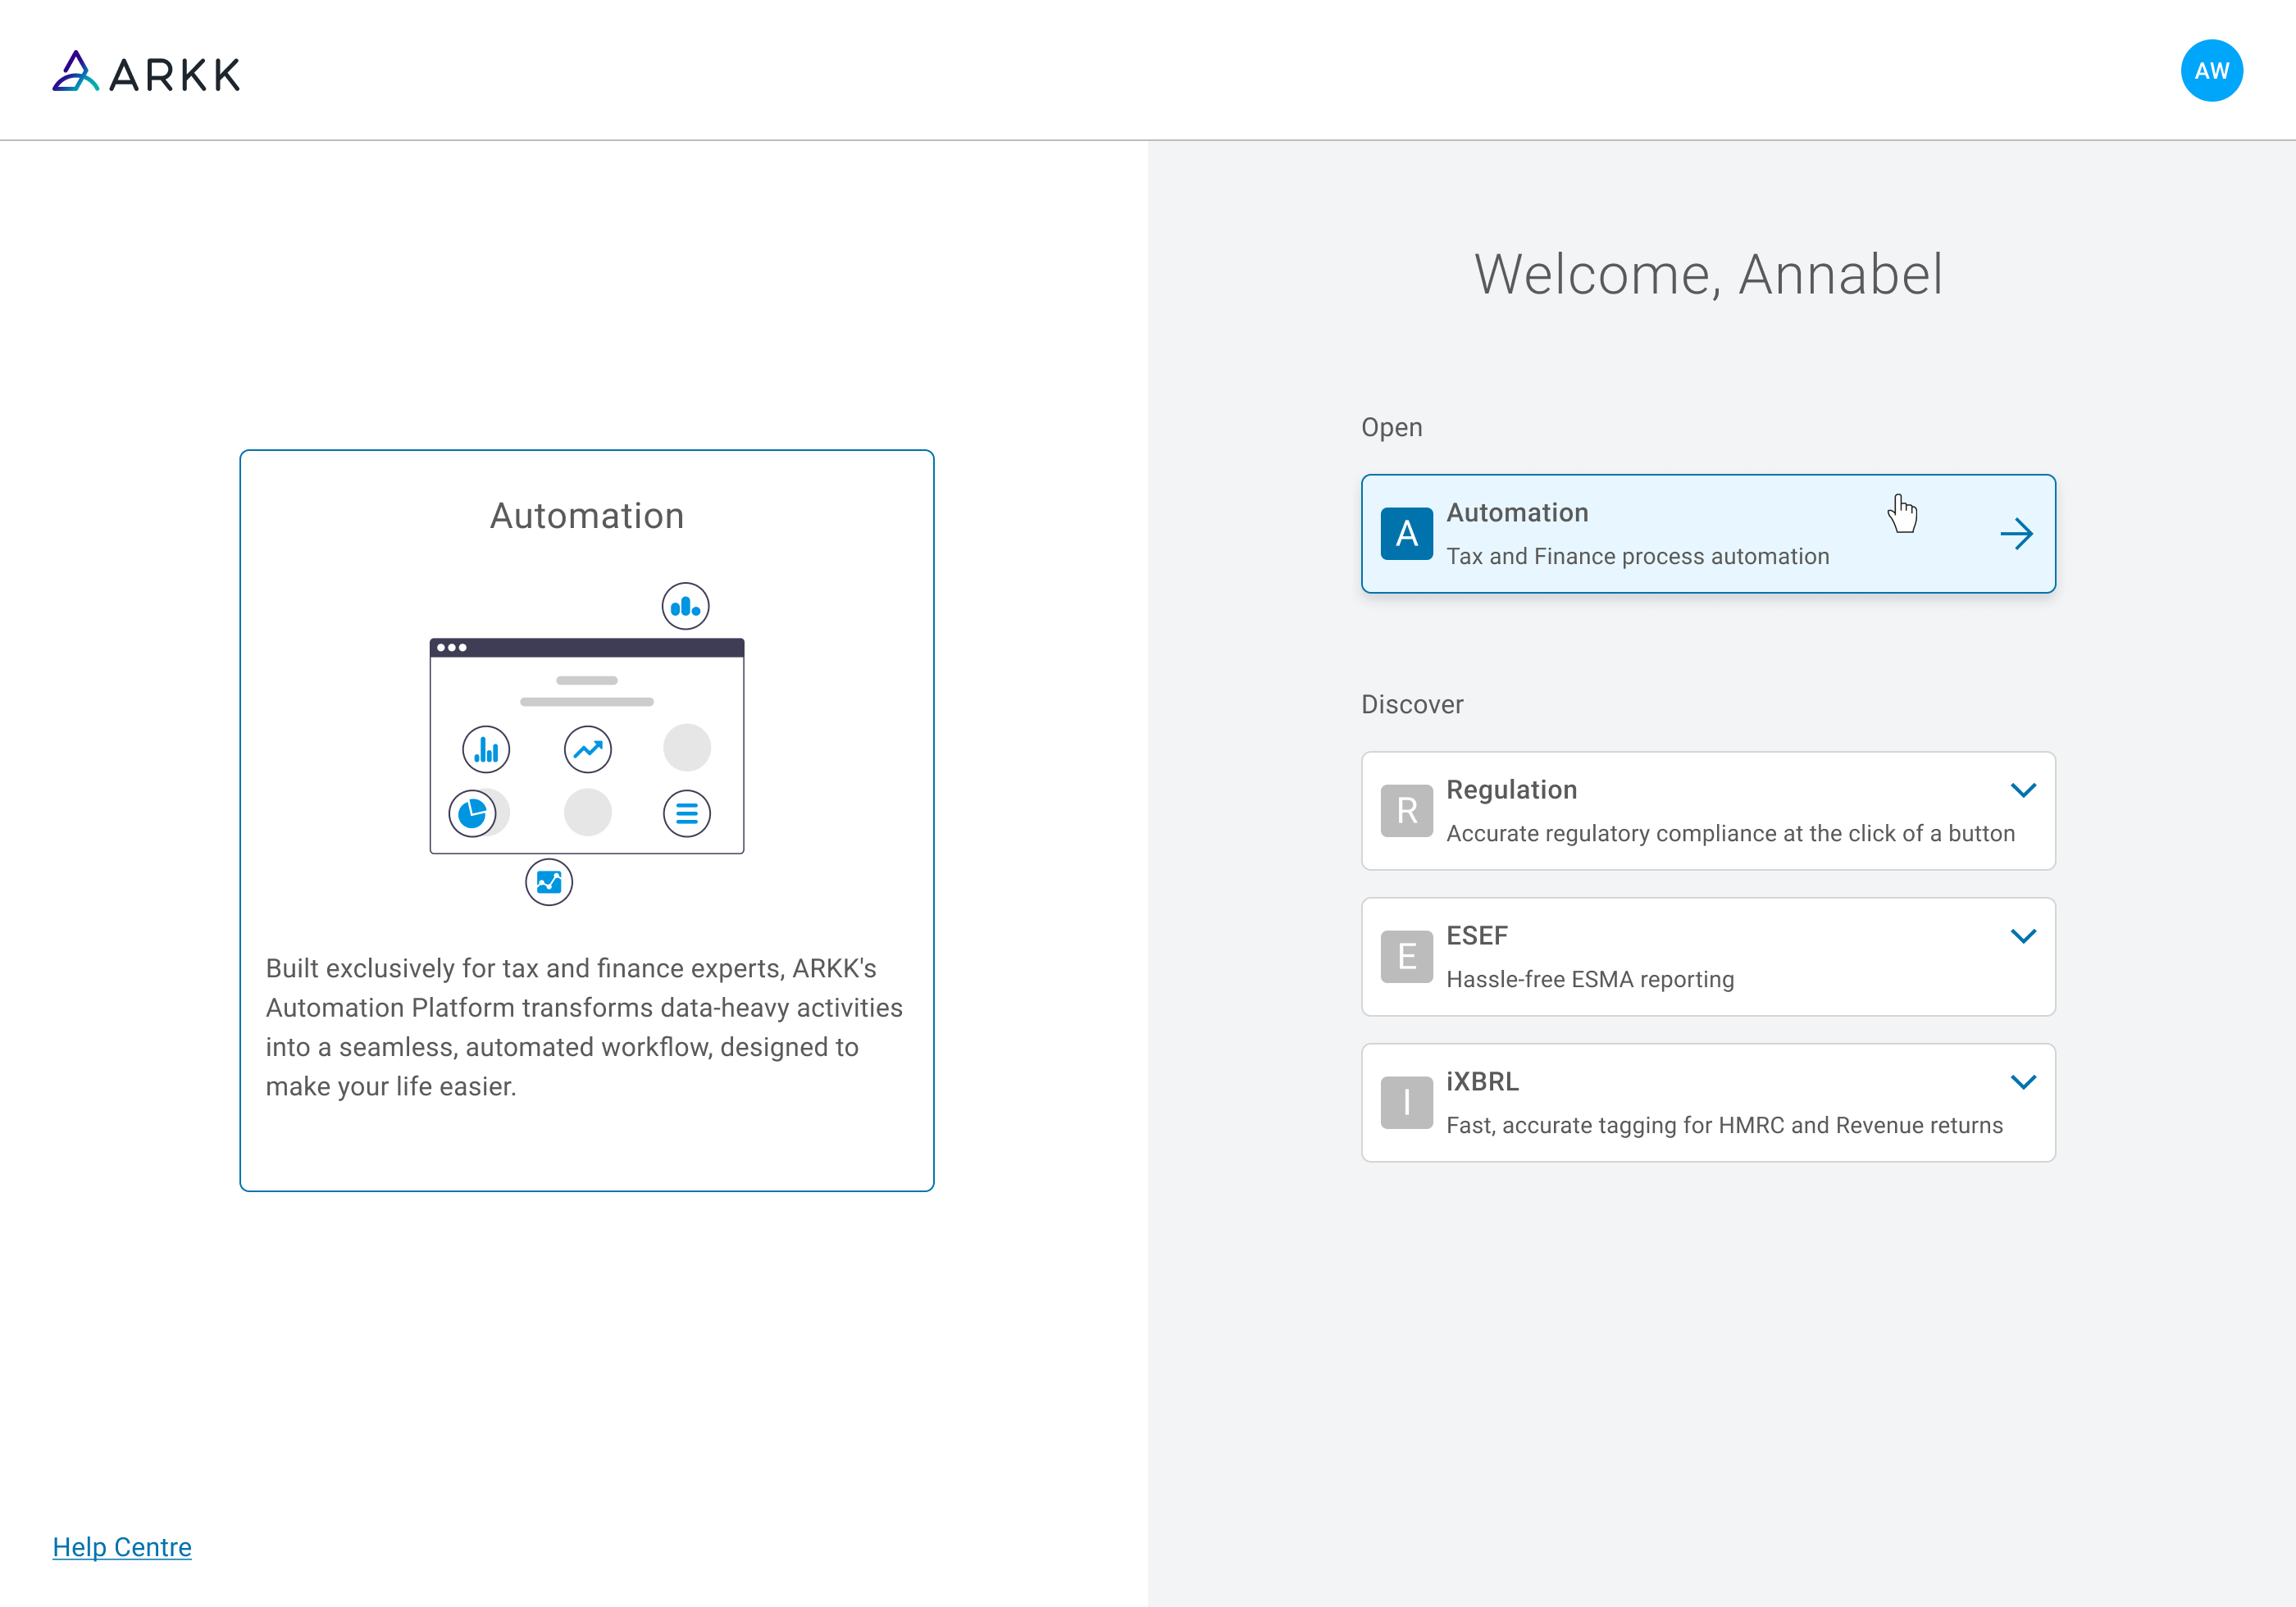 ARKK
AW
Automation
Built exclusively for tax and finance experts, ARKK's
Automation Platform transforms data-heavy activities
into a seamless, automated workflow, designed to
make your life easier.
Help Centre
Welcome, Annabel
Open
A
Automation
Tax and Finance process automation
Discover
R
Regulation
Accurate regulatory compliance at the click of a button
E
ESEF
Hassle-free ESMA reporting
I
iXBRL
Fast, accurate tagging for HMRC and Revenue returns